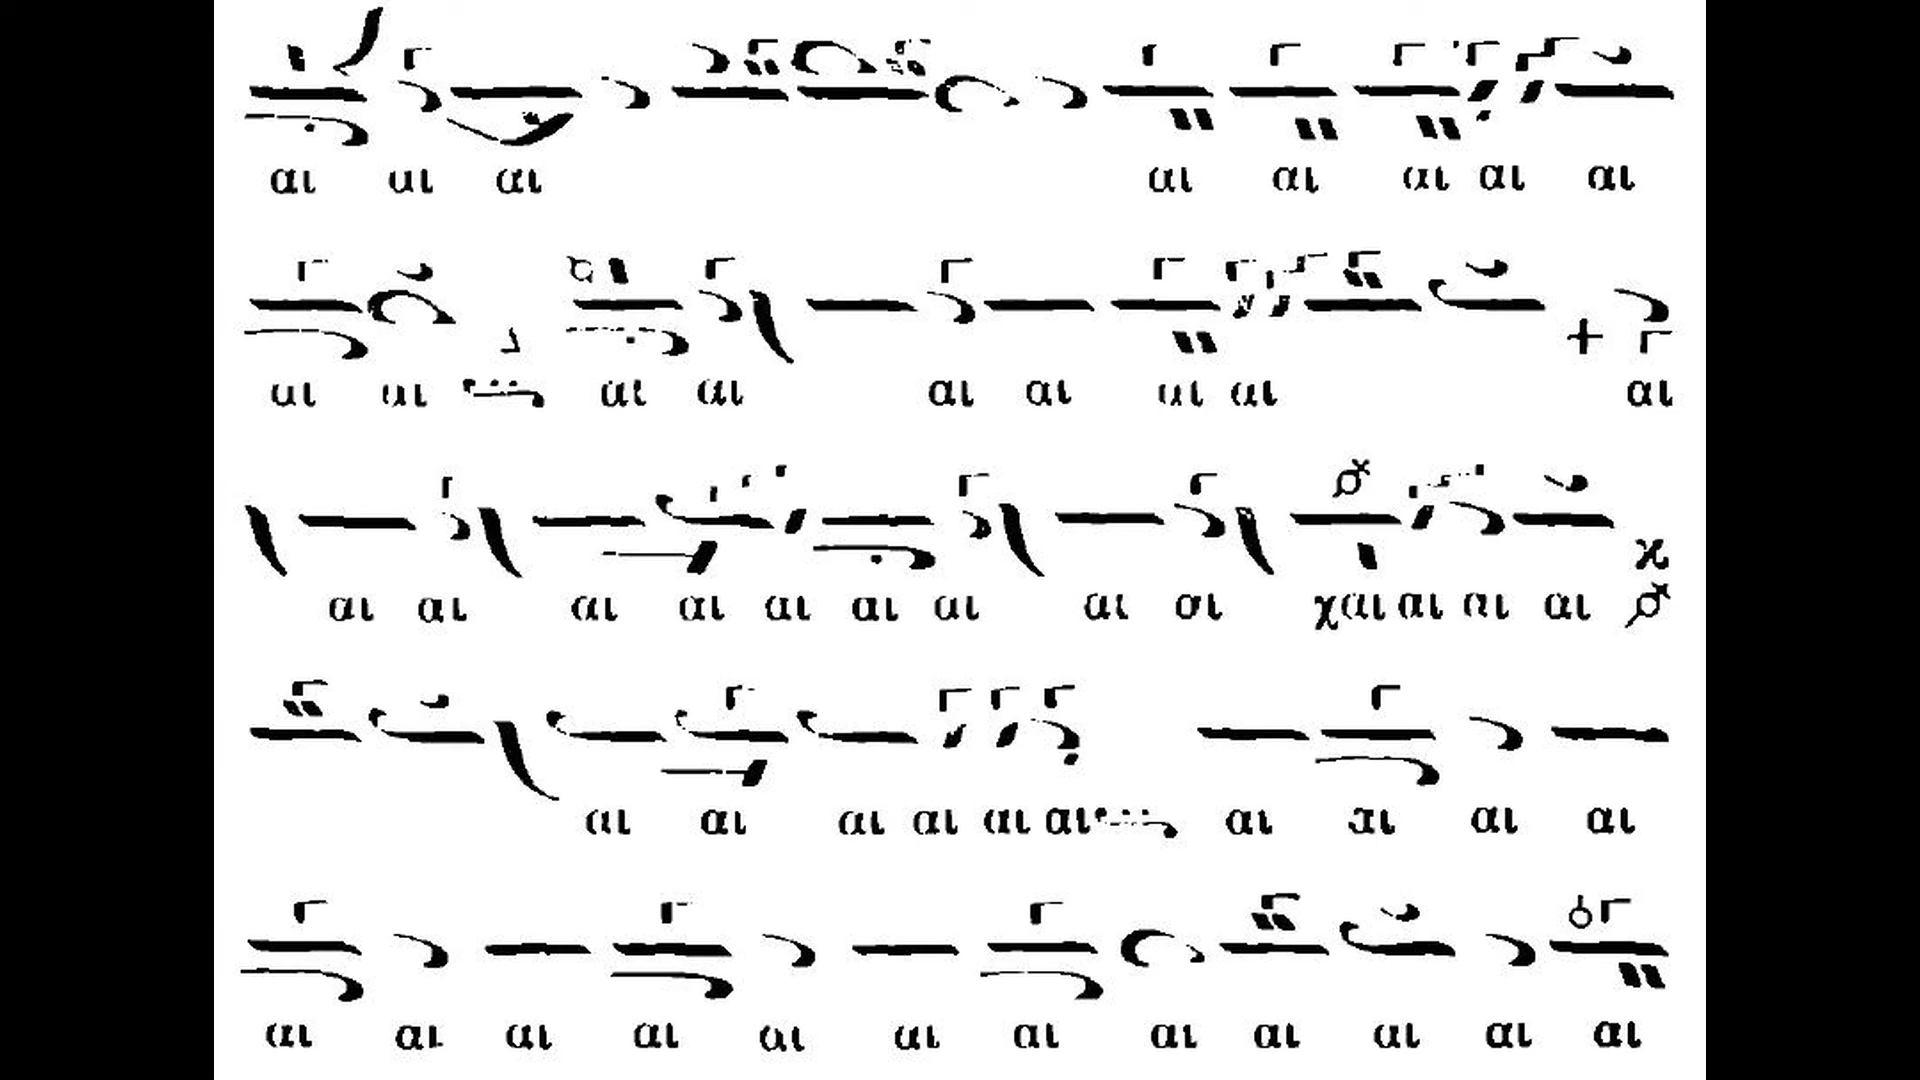 αι αι αι αι αι αι αι αι
αι αι αι αι αι αι αι αι αι
αι αι αι αι αι αι αι αι αι χαι αι αι αι
αι αι αι αι αι αι αι αι αι αι
αι αι αι αι αι αι αι αι αι αι αι αι